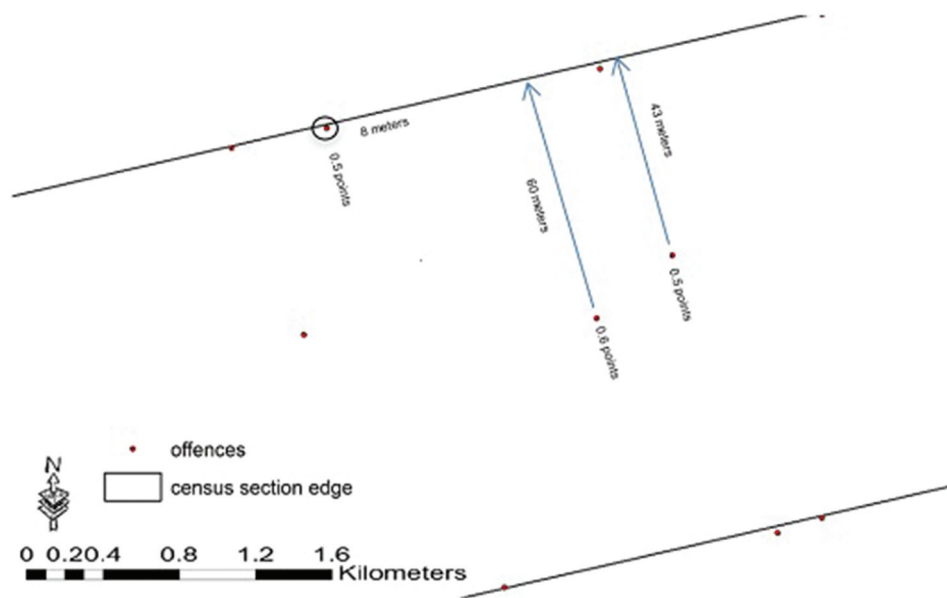 8 meters
0.5 points
60 meters
43 meters
0.6 points
0.5 points
offences
census section edge
N
0 0.20.4 0.8 1.2 1.6
Kilometers